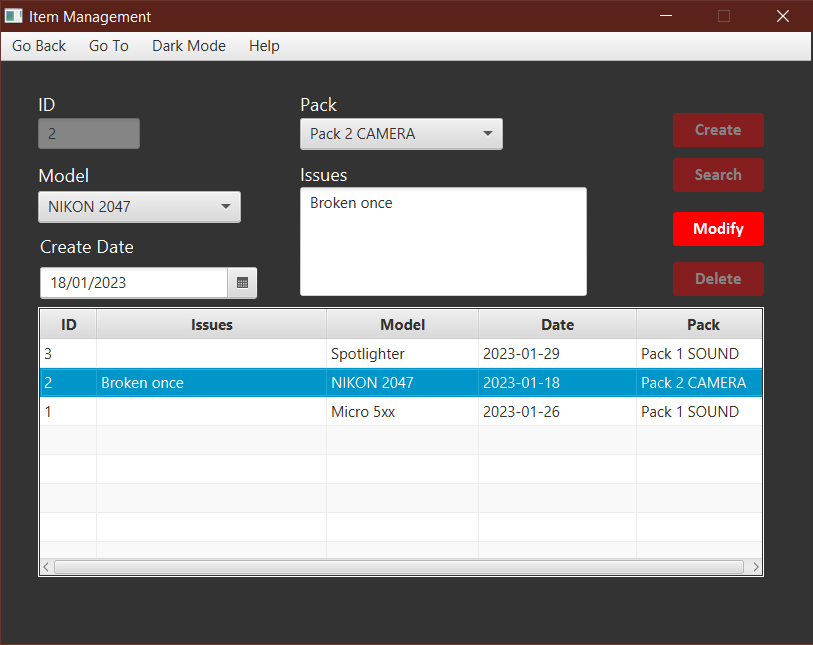 Item Management
Go Back Go To Dark Mode Help
ID
2
Pack
Pack 2 CAMERA
Create
Search
Modify
Delete
Model
NIKON 2047
Issues
Broken once
Create Date
18/01/2023
ID Issues Model Date Pack
3 Spotlighter 2023-01-29 Pack 1 SOUND
2 Broken once NIKON 2047 2023-01-18 Pack 2 CAMERA
1 Micro 5xx 2023-01-26 Pack 1 SOUND